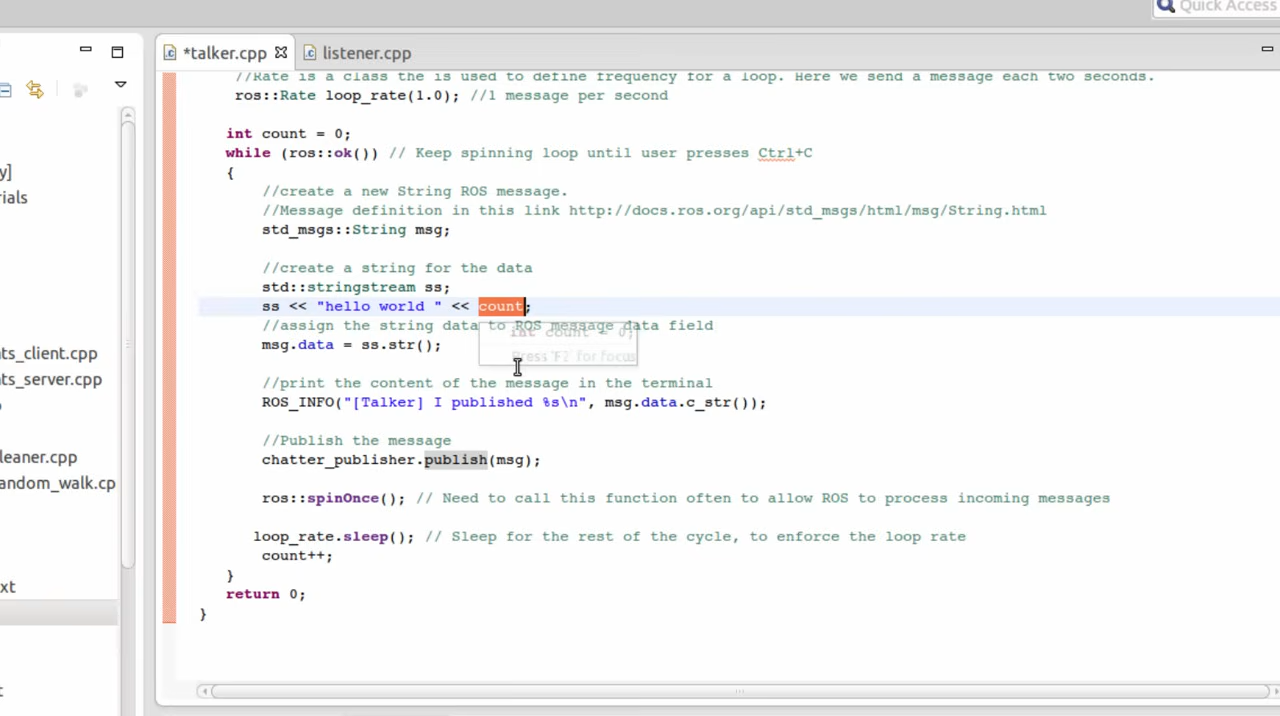 Quick Access
*talker.cpp
listener.cpp
//Rate is a class the is used to define frequency for a loop. Here we send a message each two seconds.
ros::Rate loop_rate(1.0); //1 message per second
int count = 0;
while (ros::ok()) // Keep spinning loop until user presses Ctrl+C
{
//create a new String ROS message.
//Message definition in this link http://docs.ros.org/api/std_msgs/html/msg/String.html
std_msgs::String msg;
//create a string for the data
std::stringstream ss;
ss << "hello world " << count;
//assign the string data to ROS message data field
int count = 0;
Press 'F2' for focus
msg.data = ss.str();
//print the content of the message in the terminal
ROS_INFO("[Talker] I published %s\n", msg.data.c_str());
//Publish the message
chatter_publisher.publish(msg);
ros::spinOnce(); // Need to call this function often to allow ROS to process incoming messages
loop_rate.sleep(); // Sleep for the rest of the cycle, to enforce the loop rate
count++;
}
return 0;
}
y]
rials
ts_client.cpp
ts_server.cpp
leaner.cpp
andom_walk.cp
xt
t